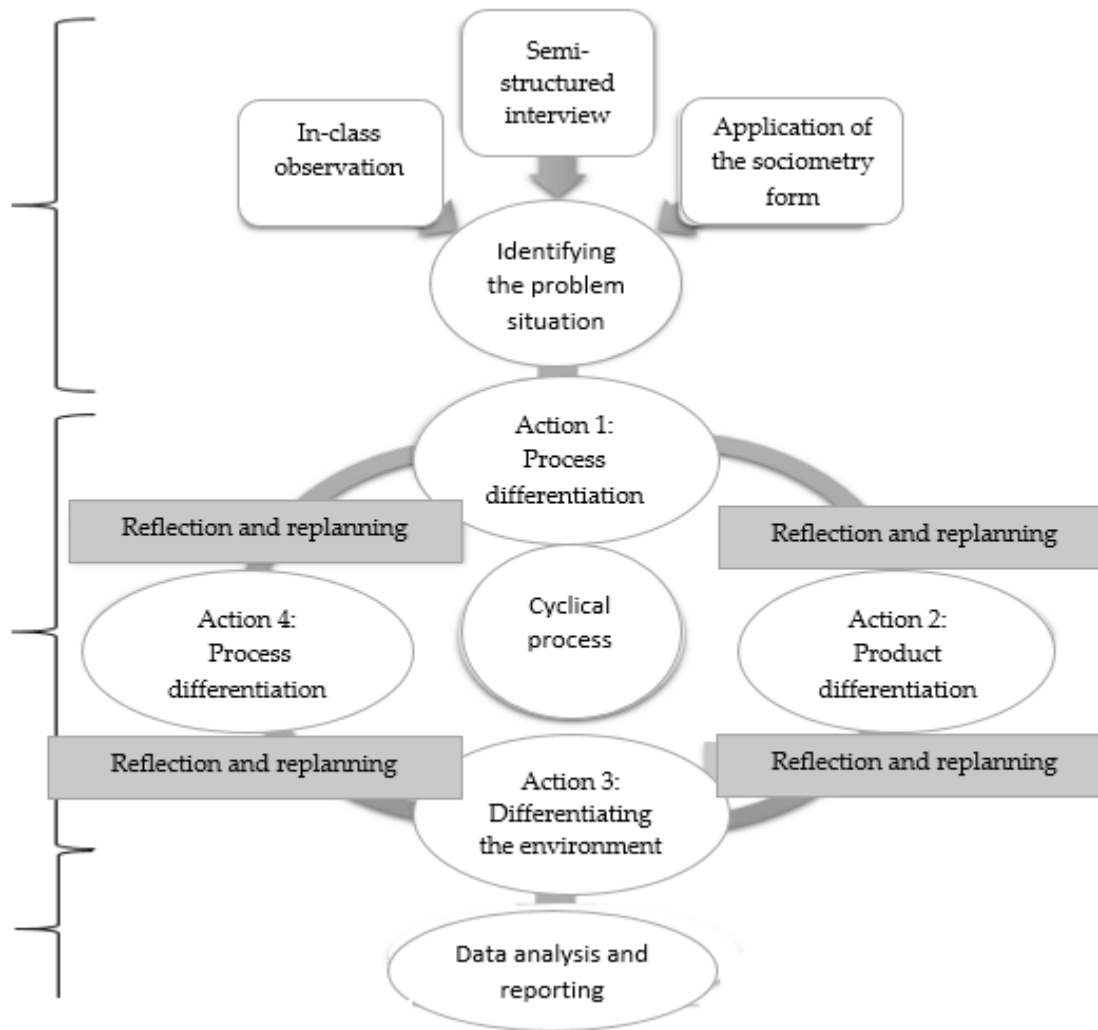 Semi-
structured
interview
In-class
observation
Application of
the sociometry
form
Identifying
the problem
situation
Action 1:
Process
differentiation
Reflection and replanning
Reflection and replanning
Cyclical
process
Action 4:
Process
differentiation
Action 2:
Product
differentiation
Reflection and replanning
Reflection and replanning
Action 3:
Differentiating
the environment
Data analysis and
reporting